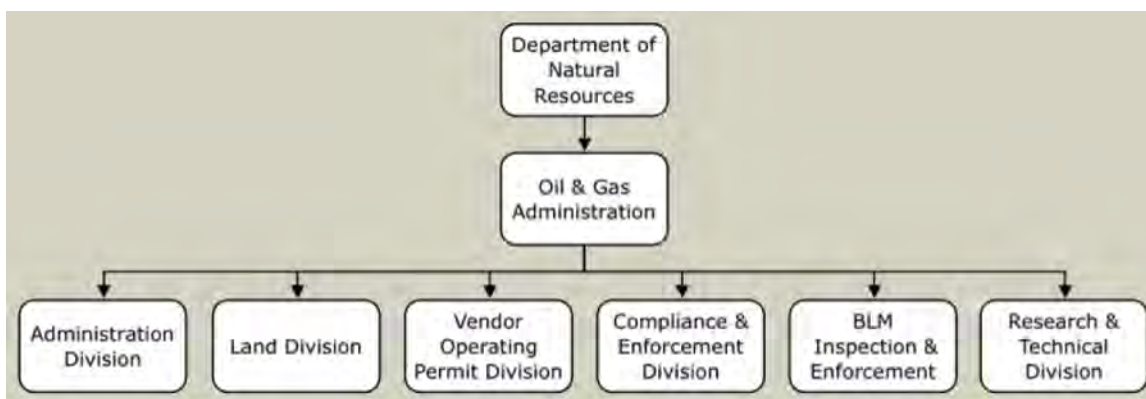 Department of
Natural
Resources
Oil & Gas
Administration
Administration
Division
Land Division
Vendor
Operating
Permit Division
Compliance &
Enforcement
Division
BLM
Inspection &
Enforcement
Research &
Technical
Division